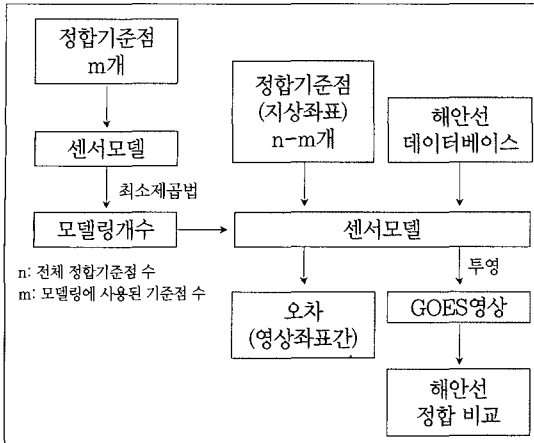 정합기준점
m개
센서모델
최소제곱법
모델링개수
n: 전체 정합기준점 수
m: 모델링에 사용된 기준점 수
정합기준점
(지상좌표)
n-m개
해안선
데이터베이스
센서모델
투영
오차
(영상좌표간)
GOES영상
해안선
정합 비교